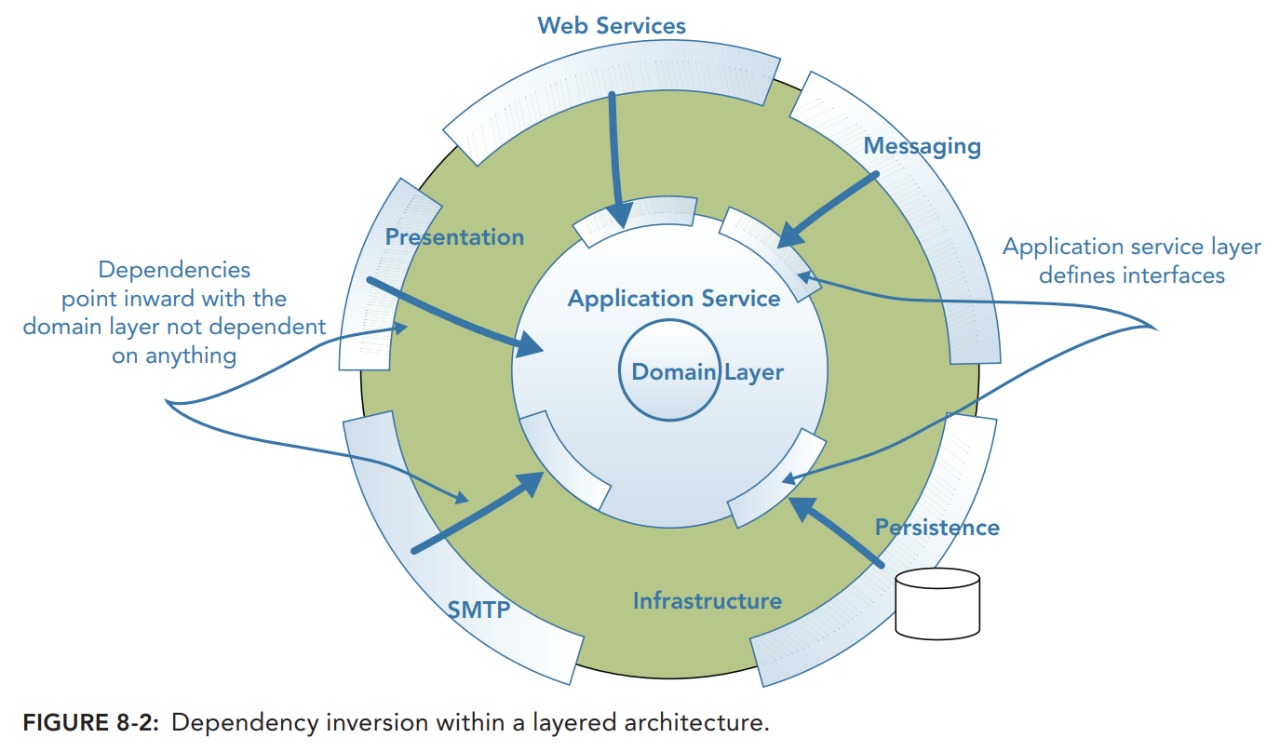 Web Services
Messaging
Presentation
Dependencies
point inward with the
domain layer not dependent
on anything
Application service layer
defines interfaces
Application Service
Domain Layer
Persistence
Infrastructure
SMTP
FIGURE 8-2: Dependency inversion within a layered architecture.